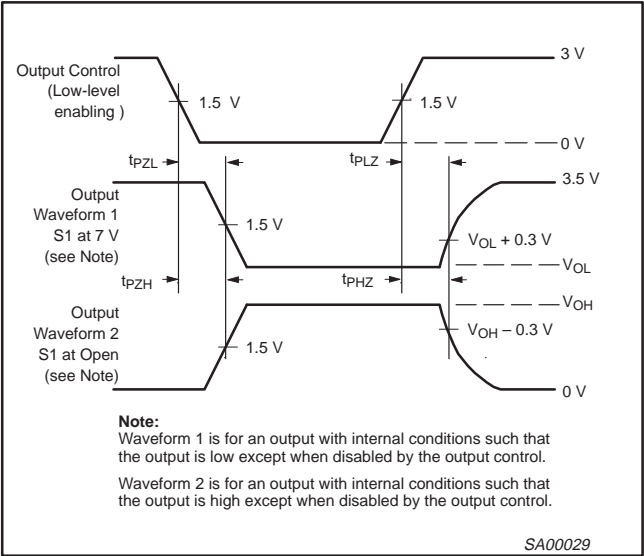 Output Control
(Low-level
enabling )
1.5 V
1.5 V
3 V
0 V
tPZL
tPLZ
3.5 V
Output
Waveform 1
S1 at 7 V
(see Note)
1.5 V
VOL + 0.3 V
VOL
tPZH
tPHZ
VOH
Output
Waveform 2
S1 at Open
(see Note)
1.5 V
VOH – 0.3 V
0 V
Note:
Waveform 1 is for an output with internal conditions such that
the output is low except when disabled by the output control.
Waveform 2 is for an output with internal conditions such that
the output is high except when disabled by the output control.
SA00029